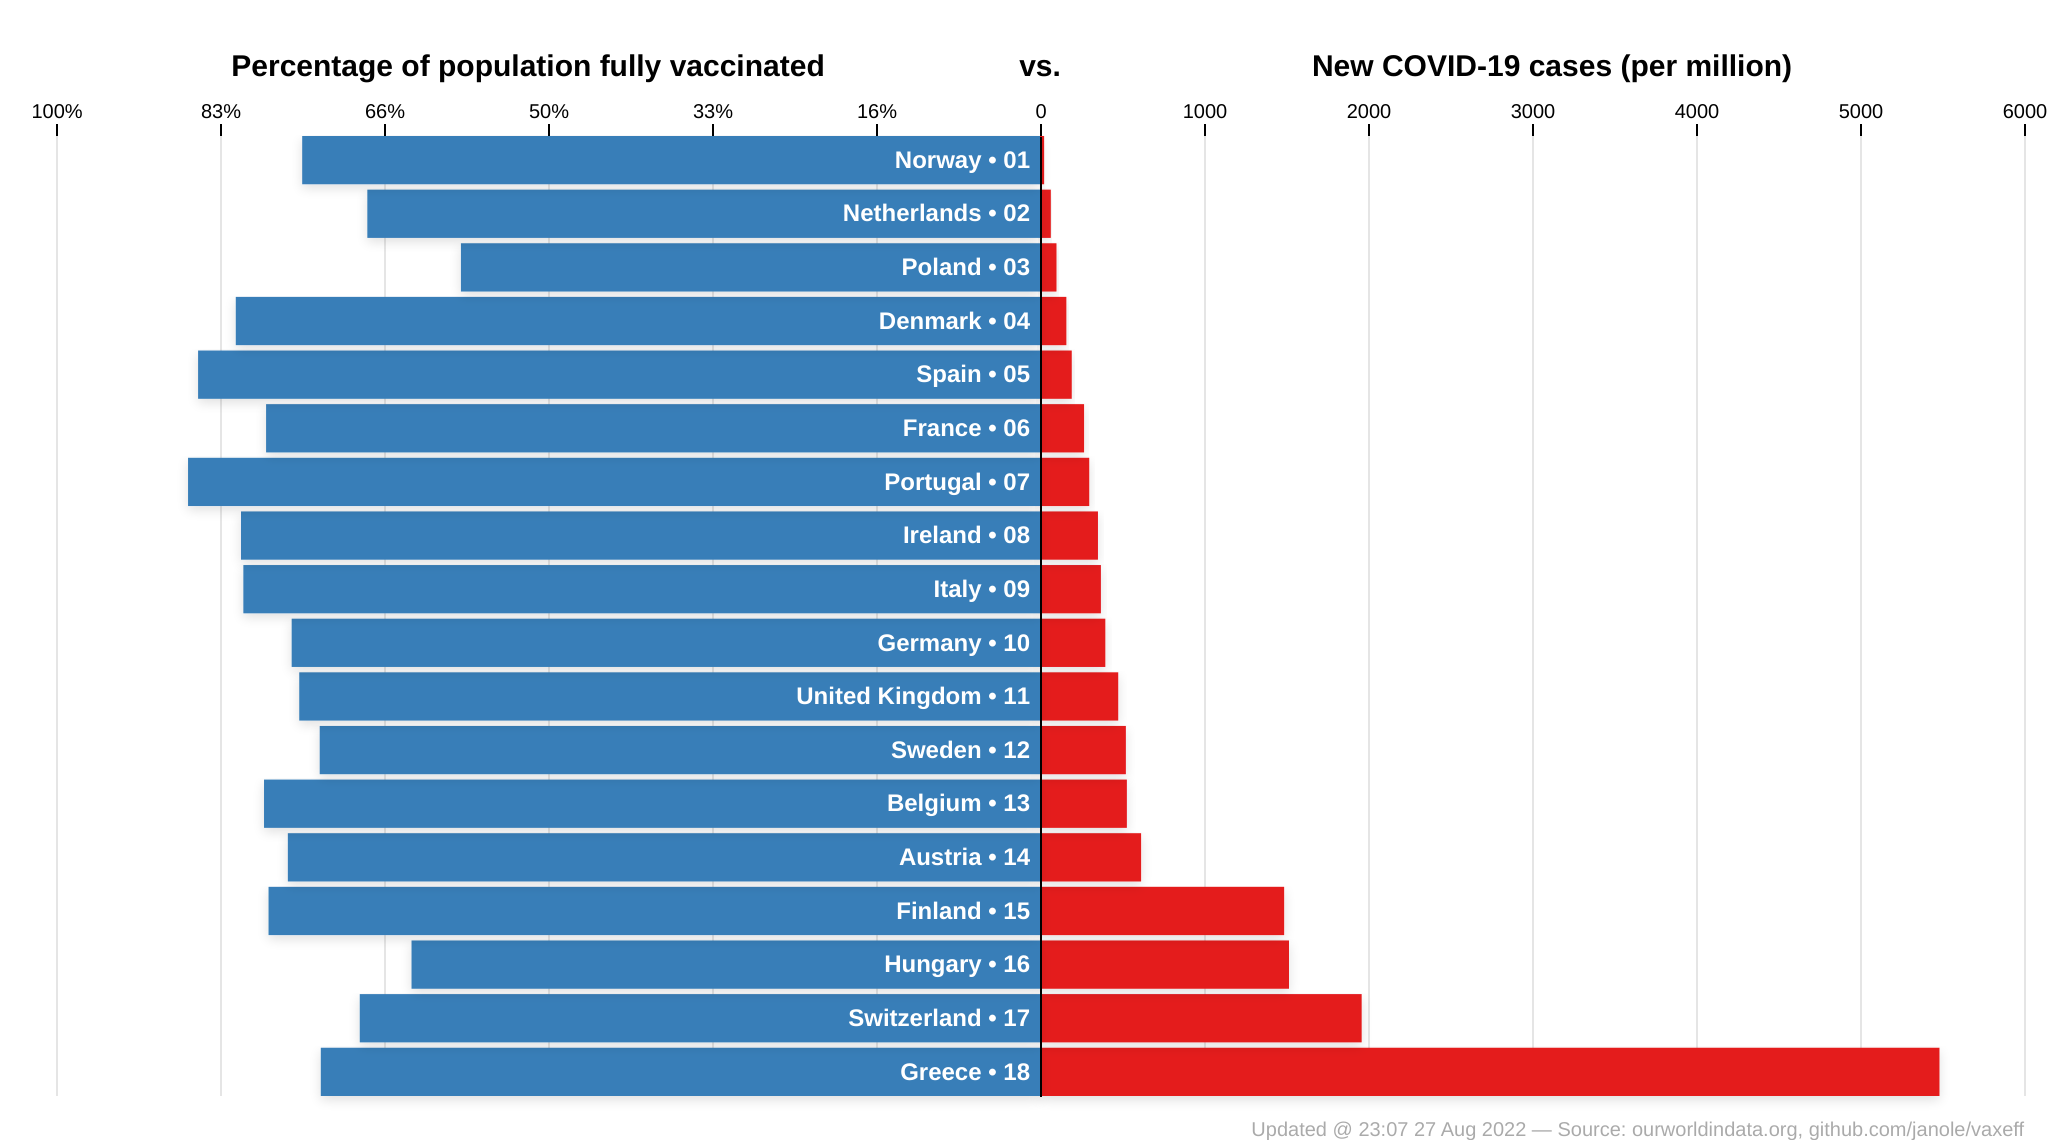 Percentage of population fully vaccinated vs. New COVID-19 cases (per million)
100% 83% 66% 50% 33% 16% 0 1000 2000 3000 4000 5000 6000
Norway • 01
Netherlands • 02
Poland • 03
Denmark • 04
Spain • 05
France • 06
Portugal • 07
Ireland • 08
Italy • 09
Germany • 10
United Kingdom • 11
Sweden • 12
Belgium • 13
Austria • 14
Finland • 15
Hungary • 16
Switzerland • 17
Greece • 18
Updated @ 23:07 27 Aug 2022 — Source: ourworldindata.org, github.com/janole/vaxeff